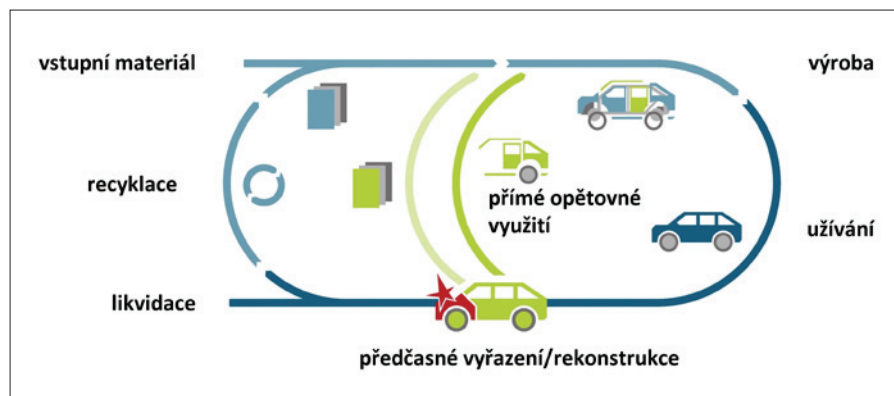 vstupní materiál
výroba
recyklace
přímé opětovné
využití
užívání
likvidace
předčasné vyřazení/rekonstrukce